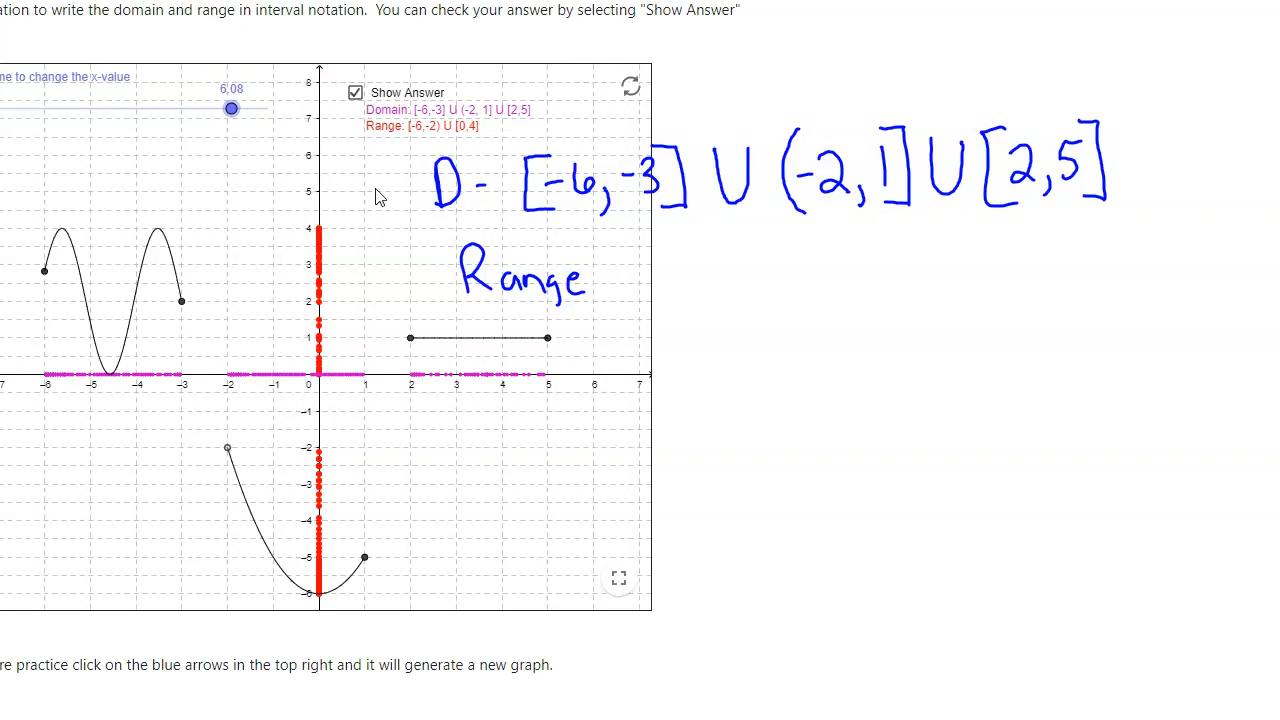 ation to write the domain and range in interval notation. You can check your answer by selecting "Show Answer"
me to change the x-value
6.08
Show Answer
Domain: [-6,-3] U (-2, 1] U [2,5]
Range: [-6,-2) U [0,4]
D- [-6,-3] U (-2,1] U [2,5]
Range
8
7
6
5
4
3
2
1
7 -6 -5 -4 -3 -2 -1 0 1 2 3 4 5 6 7
-1
-2
-3
-4
-5
-6
re practice click on the blue arrows in the top right and it will generate a new graph.